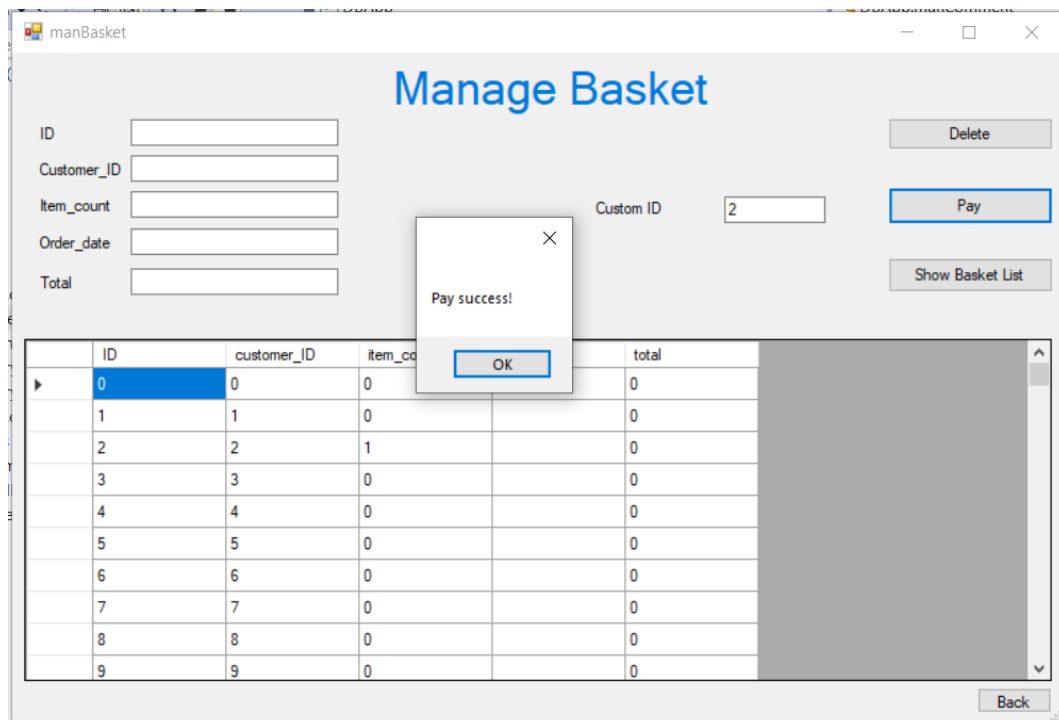 manBasket
Manage Basket
ID
Delete
Customer_ID
Item_count
Custom ID 2
Pay
Order_date
Total
Show Basket List
Pay success!
OK
ID customer_ID total
0 0 0 0
1 1 0 0
2 2 1 0
3 3 0 0
4 4 0 0
5 5 0 0
6 6 0 0
7 7 0 0
8 8 0 0
9 9 0 0
Back